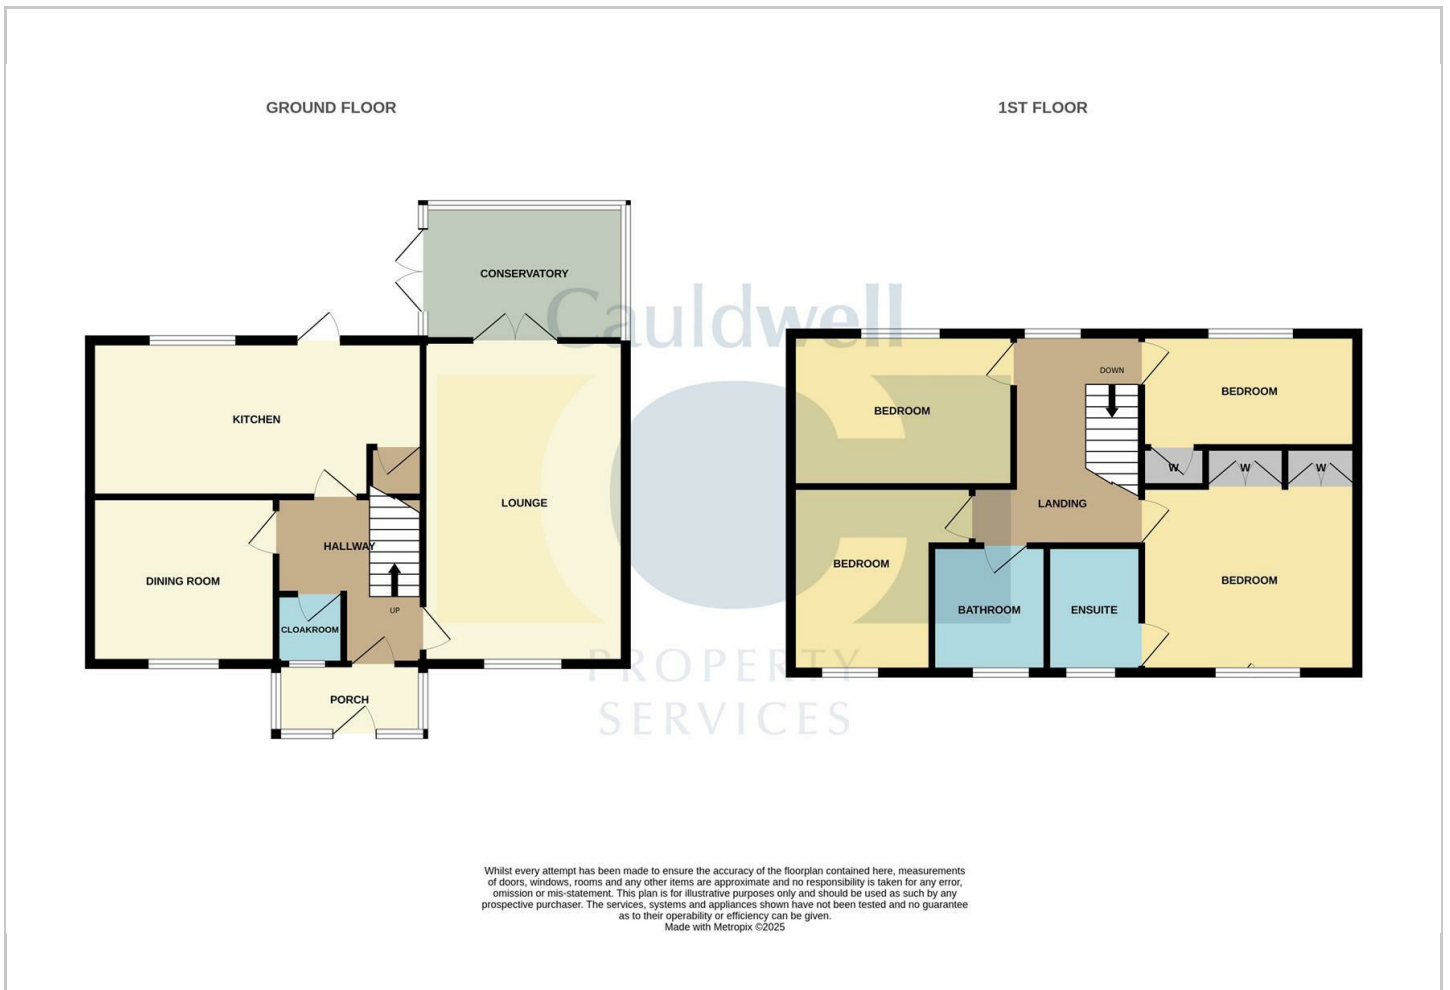 GROUND FLOOR
1ST FLOOR
CONSERVATORY
KITCHEN
LOUNGE
HALLWAY
DINING ROOM
UP
CLOAKROOM
PORCH
DOWN
BEDROOM
BEDROOM
W
W
W
LANDING
BEDROOM
BEDROOM
BATHROOM
ENSUITE
Cauldwell
PROPERTY
SERVICES
Whilst every attempt has been made to ensure the accuracy of the floorplan contained here, measurements
of doors, windows, rooms and any other items are approximate and no responsibility is taken for any error,
omission or mis-statement. This plan is for illustrative purposes only and should be used as such by any
prospective purchaser. The services, systems and appliances shown have not been tested and no guarantee
as to their operability or efficiency can be given.
Made with Metropix ©2025